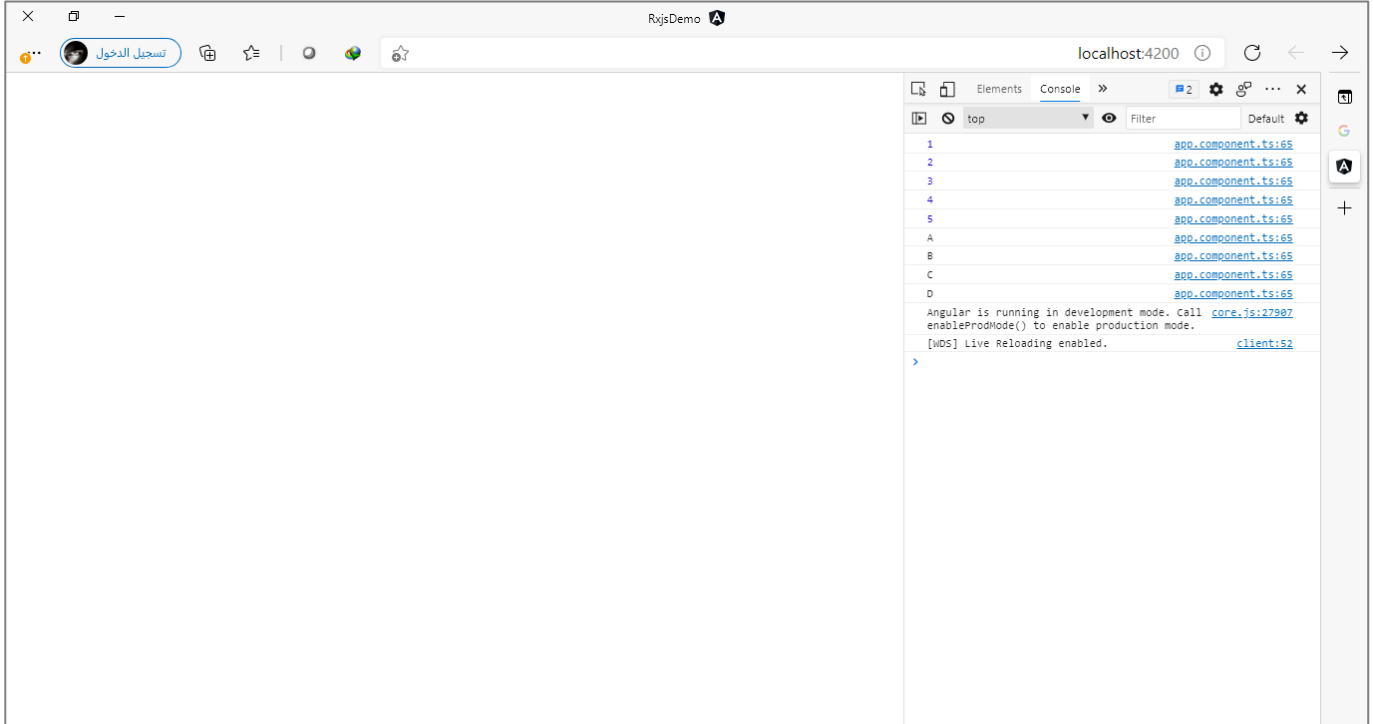 RxjsDemo
تسجيل الدخول
localhost:4200
Elements Console
2
top
Filter
Default
1 app.component.ts:65
2 app.component.ts:65
3 app.component.ts:65
4 app.component.ts:65
5 app.component.ts:65
A app.component.ts:65
B app.component.ts:65
C app.component.ts:65
D app.component.ts:65
Angular is running in development mode. Call core.js:27907
enableProdMode() to enable production mode.
[WDS] Live Reloading enabled. client:52